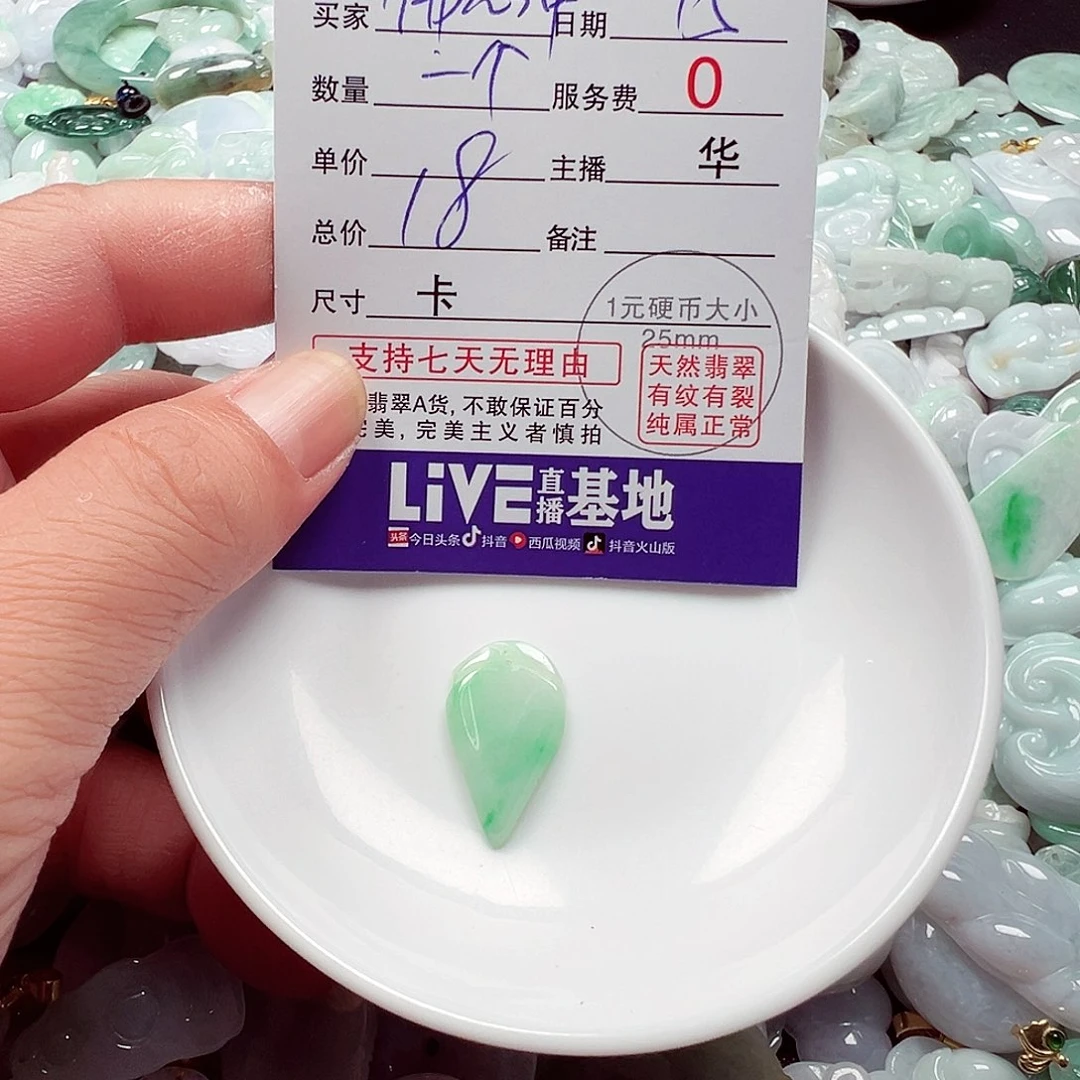 买家 日期
数量 一个 服务费 0
单价 18 主播 华
总价 备注
尺寸 卡 1元硬币大小
25mm
支持七天无理由 天然翡翠
有纹有裂
纯属正常
翡翠A货,不敢保证百分
完美,完美主义者慎拍
LiVE直播基地
头条 今日头条 抖音 西瓜视频 抖音火山版